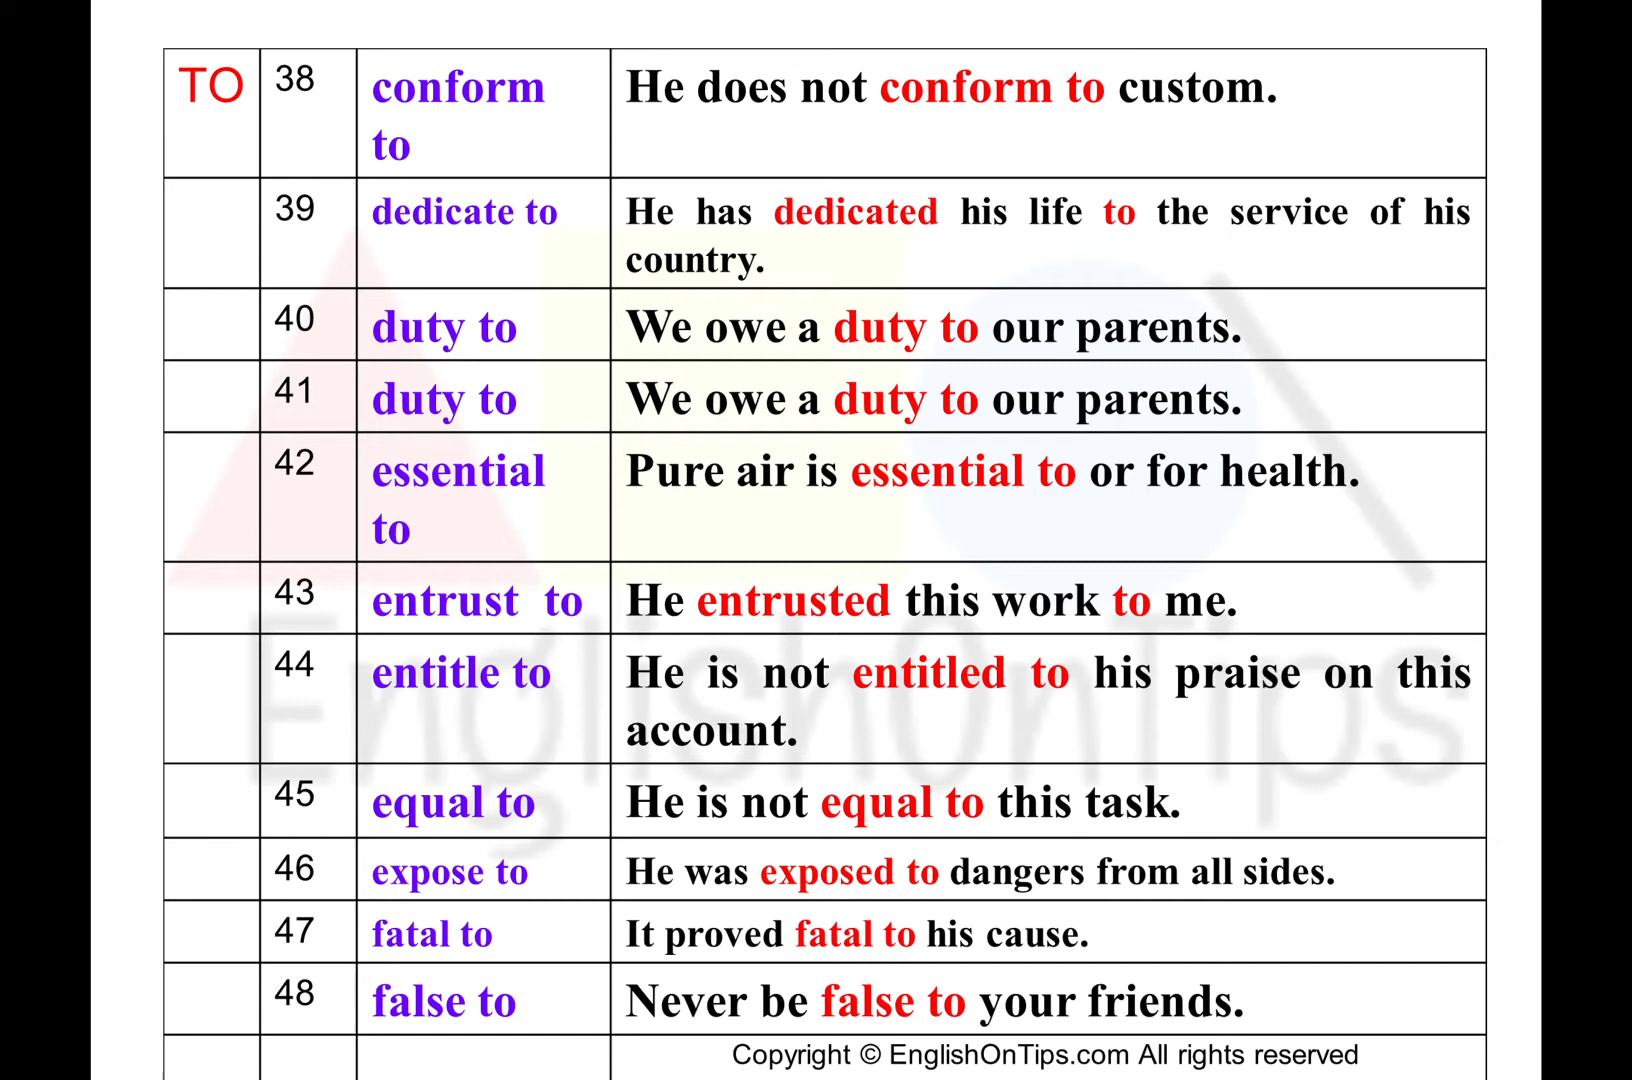 TO 38 conform He does not conform to custom.
to
39 dedicate to He has dedicated his life to the service of his
country.
40 duty to We owe a duty to our parents.
41 duty to We owe a duty to our parents.
42 essential Pure air is essential to or for health.
to
43 entrust to He entrusted this work to me.
44 entitle to He is not entitled to his praise on this
account.
45 equal to He is not equal to this task.
46 expose to He was exposed to dangers from all sides.
47 fatal to It proved fatal to his cause.
48 false to Never be false to your friends.
Copyright © EnglishOnTips.com All rights reserved
EnglishOnTips